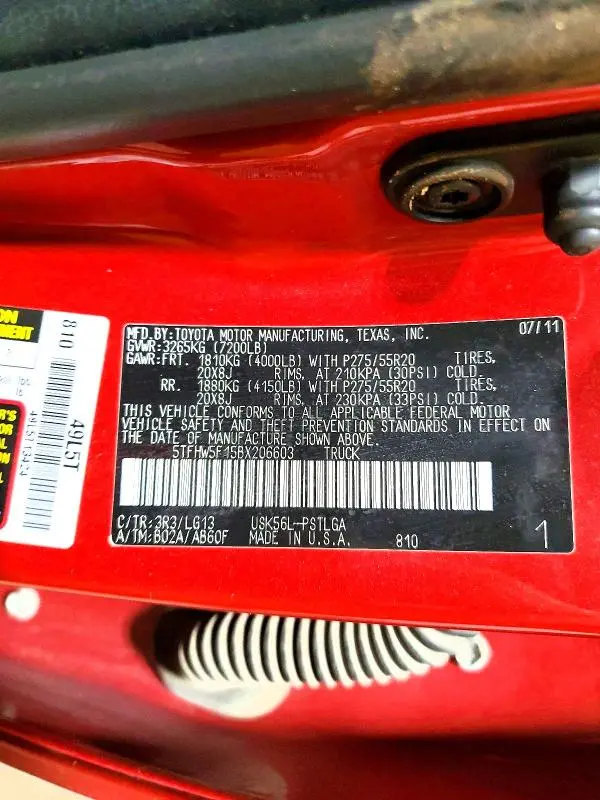 MFD.BY:TOYOTA MOTOR MANUFACTURING, TEXAS, INC. 07/11
GVWR:3265KG (7200LB)
GAWR:FRT. 1810KG (4000LB) WITH P275/55R20 TIRES,
20X8J RIMS, AT 210KPA (30PSI) COLD.
RR. 1880KG (4150LB) WITH P275/55R20 TIRES,
20X8J RIMS, AT 230KPA (33PSI) COLD.
THIS VEHICLE CONFORMS TO ALL APPLICABLE FEDERAL MOTOR
VEHICLE SAFETY AND THEFT PREVENTION STANDARDS IN EFFECT ON
THE DATE OF MANUFACTURE SHOWN ABOVE.
5TFHW5F15BX206603 TRUCK
C/TR:3R3/LG13 USK56L-PSTLGA
A/TM:B02A/AB60F MADE IN U.S.A. 810 1
810
49L5T